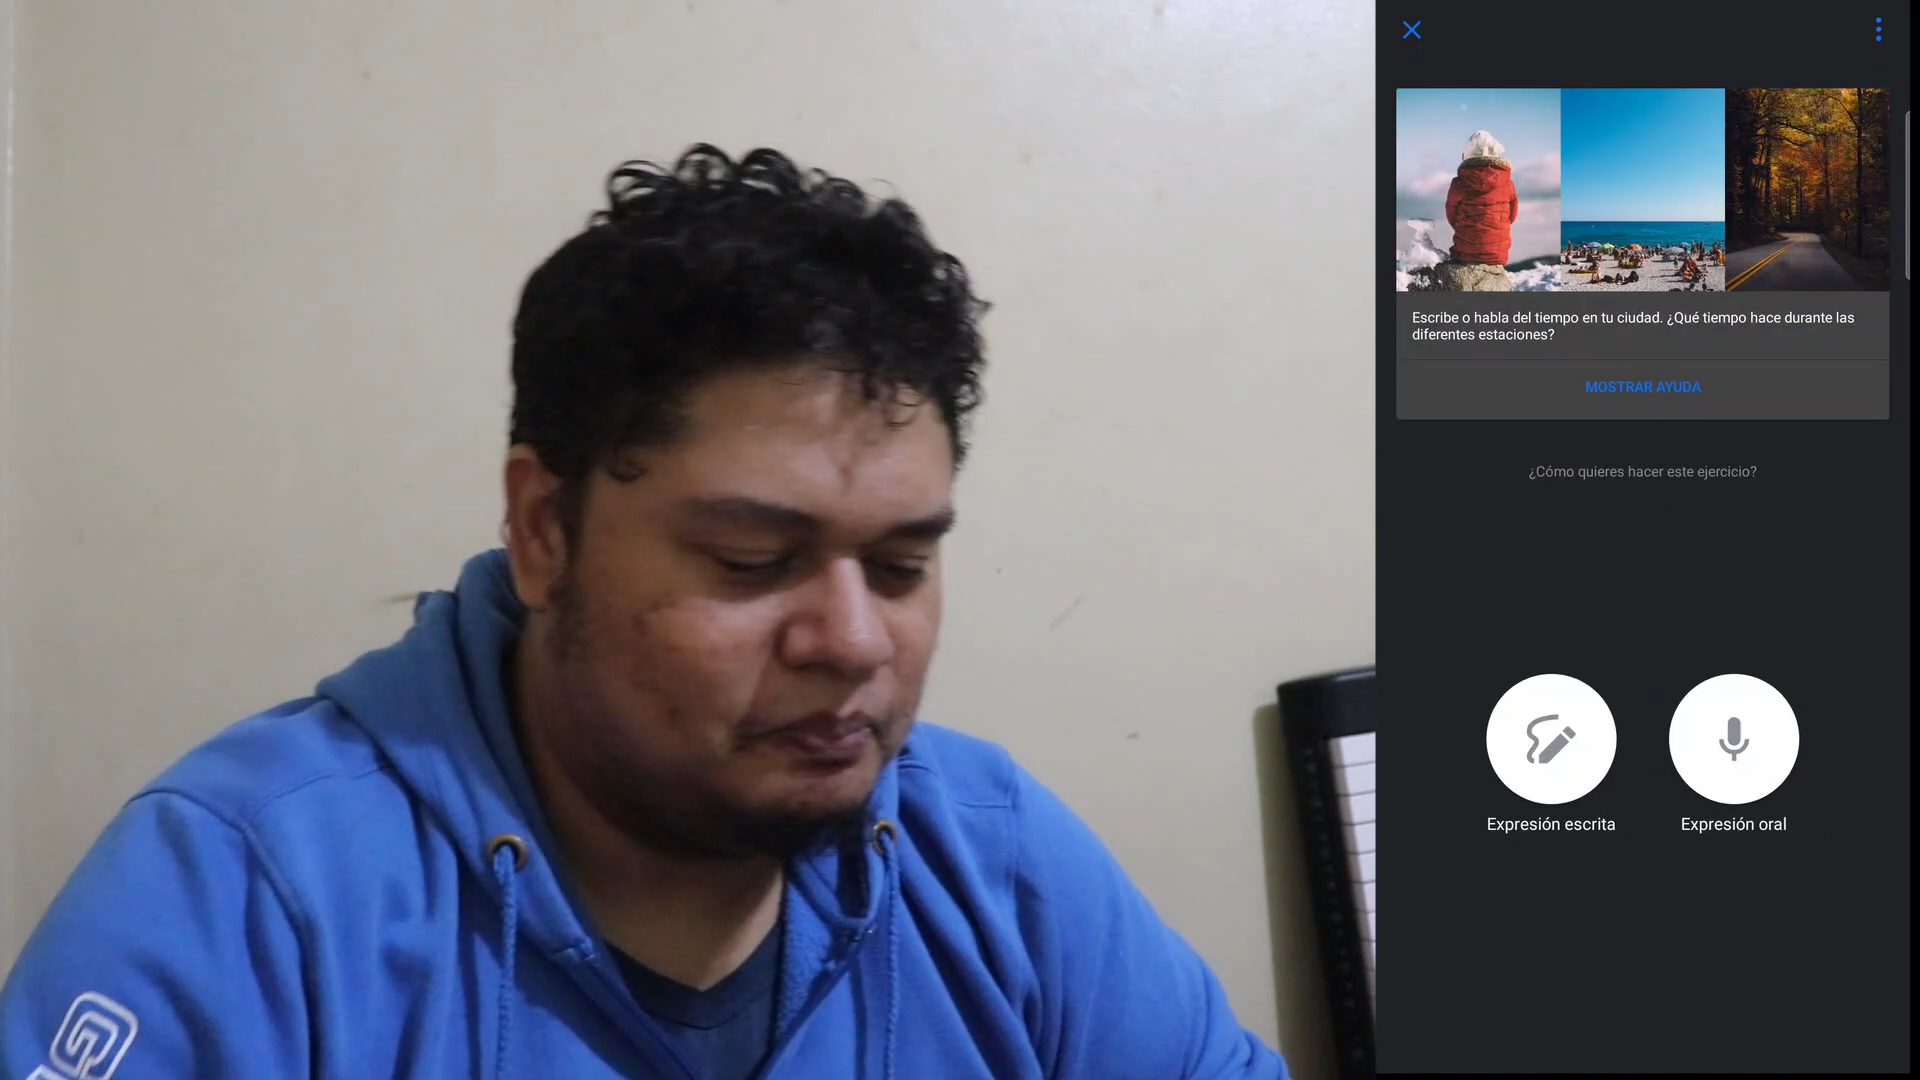 Escribe o habla del tiempo en tu ciudad. ¿Qué tiempo hace durante las
diferentes estaciones?
MOSTRAR AYUDA
¿Cómo quieres hacer este ejercicio?
Expresión escrita
Expresión oral